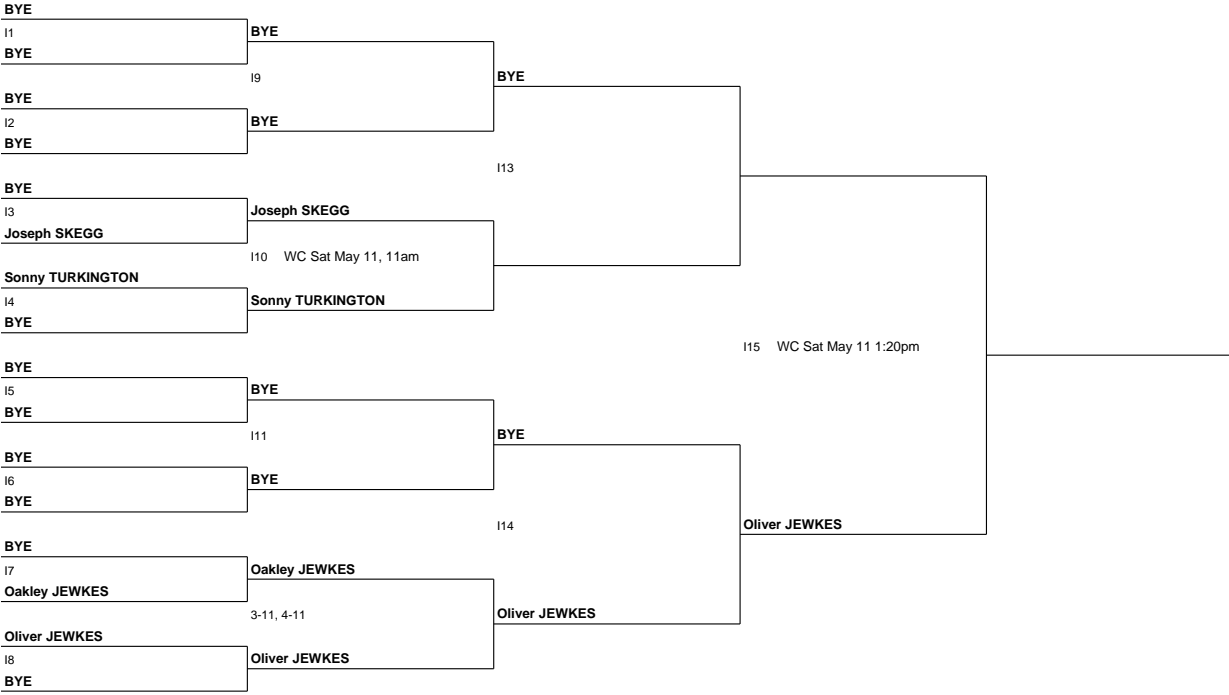 BYE
I1
BYE
BYE
I9
BYE
BYE
I2
BYE
BYE
I13
BYE
BYE
I3
Joseph SKEGG
Joseph SKEGG
I10 WC Sat May 11, 11am
Sonny TURKINGTON
I4
Sonny TURKINGTON
BYE
I15 WC Sat May 11 1:20pm
BYE
I5
BYE
BYE
I11
BYE
BYE
I6
BYE
BYE
I14
Oliver JEWKES
BYE
I7
Oakley JEWKES
Oakley JEWKES
3-11, 4-11
Oliver JEWKES
Oliver JEWKES
I8
Oliver JEWKES
BYE